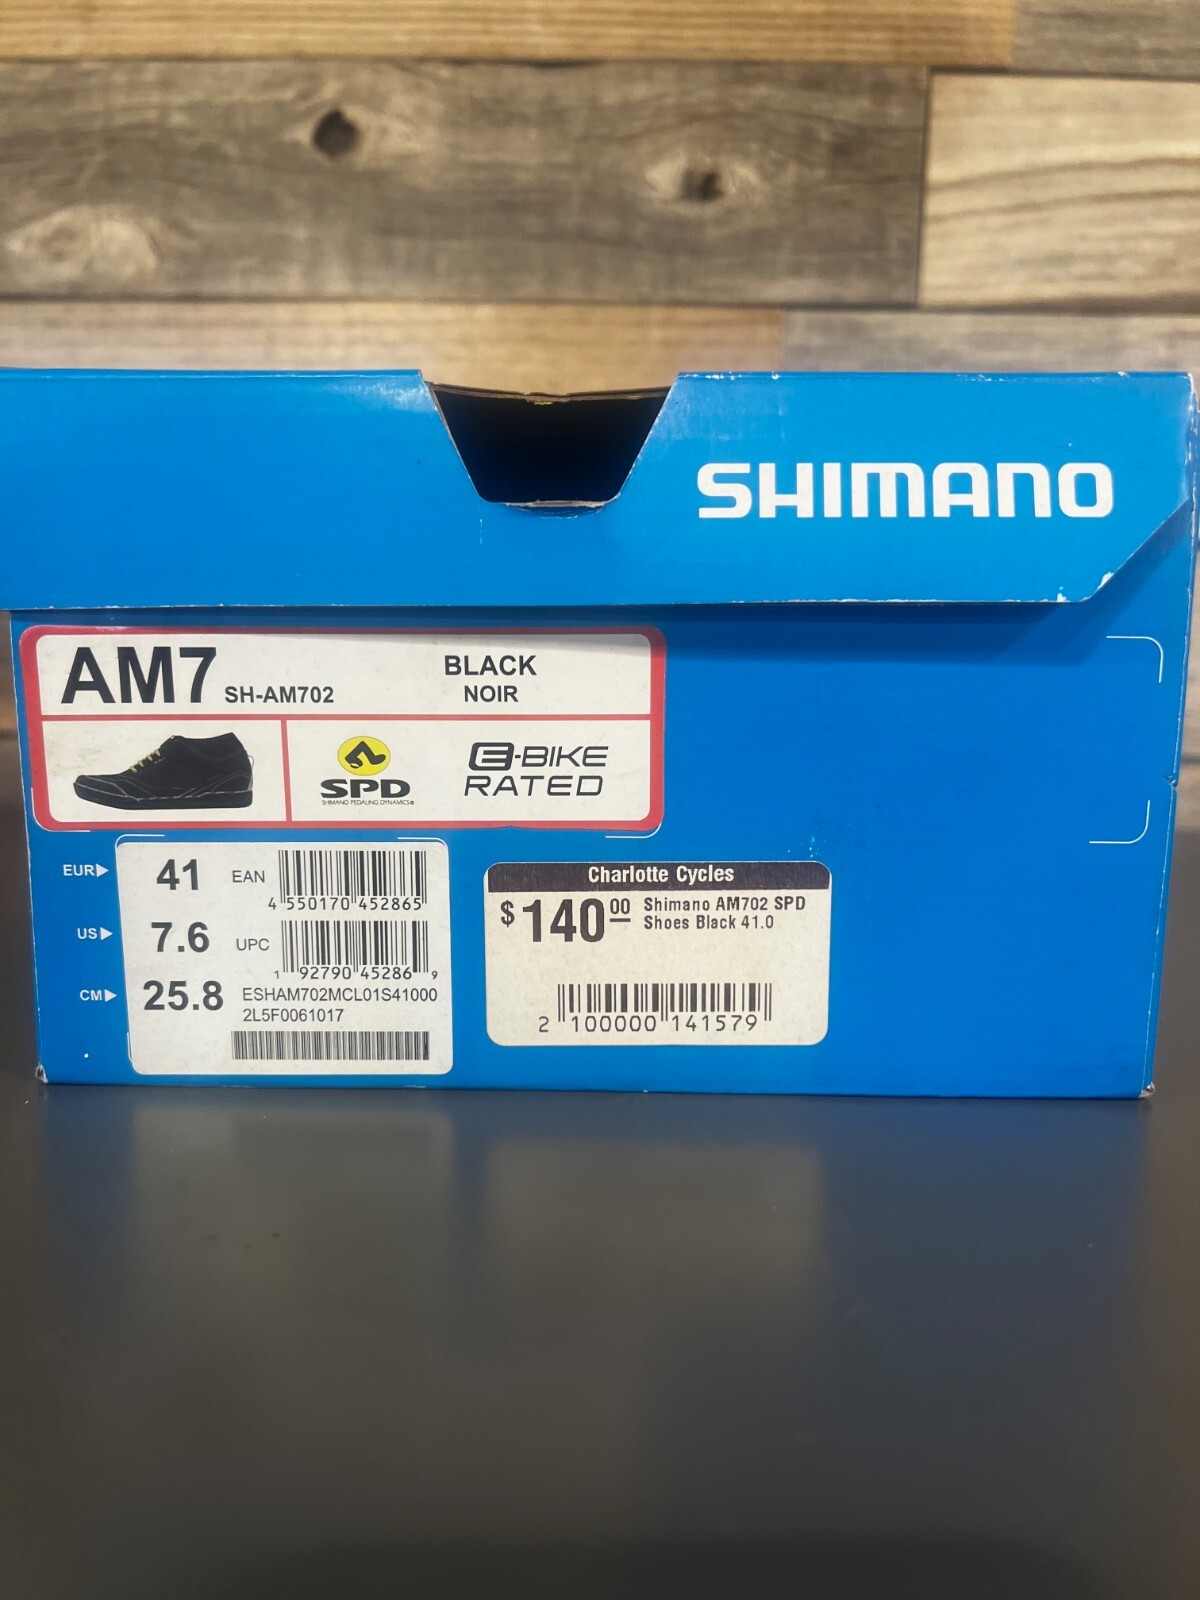 SHIMANO
AM7 SH-AM702
BLACK
NOIR
SPD
SHIMANO PEDALING DYNAMICS®
E-BIKE
RATED
EUR 41
EAN
4 550170 452865
US 7.6
UPC
1 92790 45286 9
CM 25.8
ESHAM702MCL01S41000
2L5F0061017
Charlotte Cycles
$140.00
Shimano AM702 SPD
Shoes Black 41.0
2 100000 141579